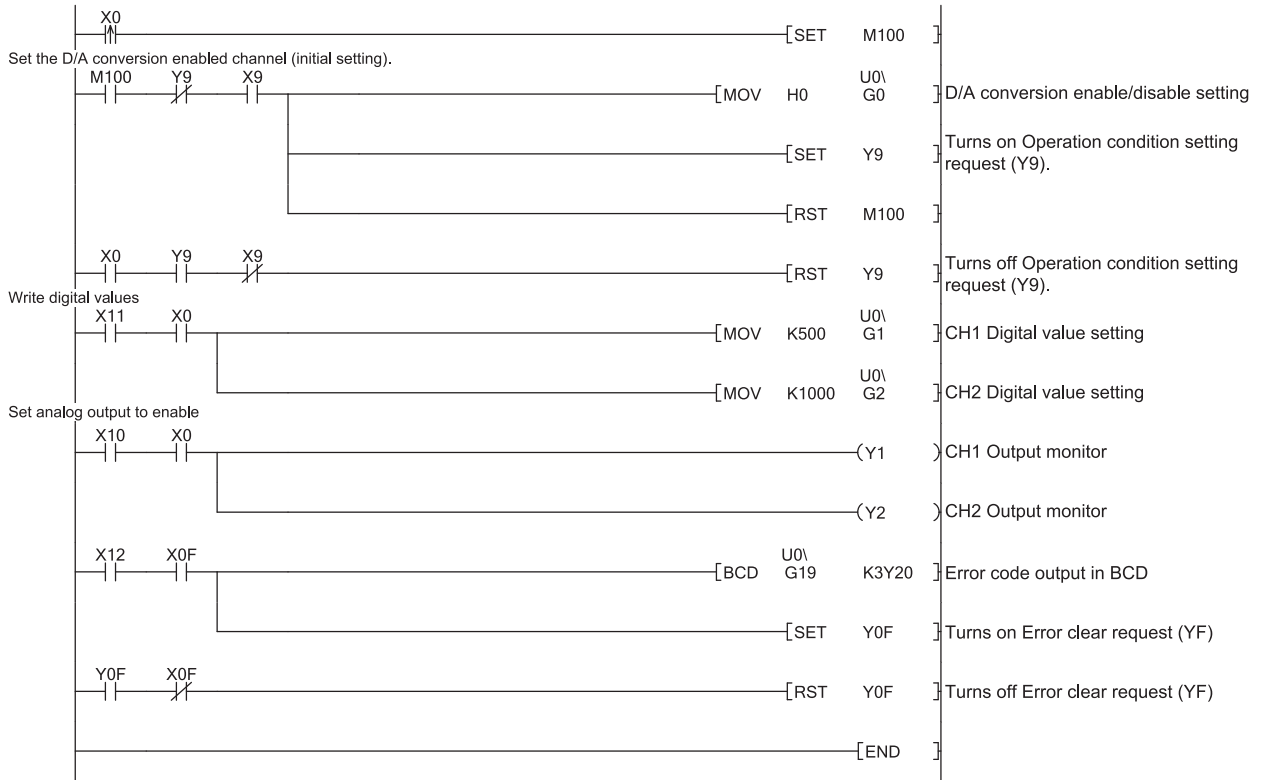 X0
[SET M100 ]
Set the D/A conversion enabled channel (initial setting).
M100 Y9 X9
U0\
[MOV H0 G0 ] D/A conversion enable/disable setting
[SET Y9 ] Turns on Operation condition setting
request (Y9).
[RST M100 ]
X0 Y9 X9
[RST Y9 ] Turns off Operation condition setting
request (Y9).
Write digital values
X11 X0
U0\
[MOV K500 G1 ] CH1 Digital value setting
U0\
[MOV K1000 G2 ] CH2 Digital value setting
Set analog output to enable
X10 X0
(Y1 ) CH1 Output monitor
(Y2 ) CH2 Output monitor
X12 X0F
U0\
[BCD G19 K3Y20 ] Error code output in BCD
[SET Y0F ] Turns on Error clear request (YF)
Y0F X0F
[RST Y0F ] Turns off Error clear request (YF)
[END ]